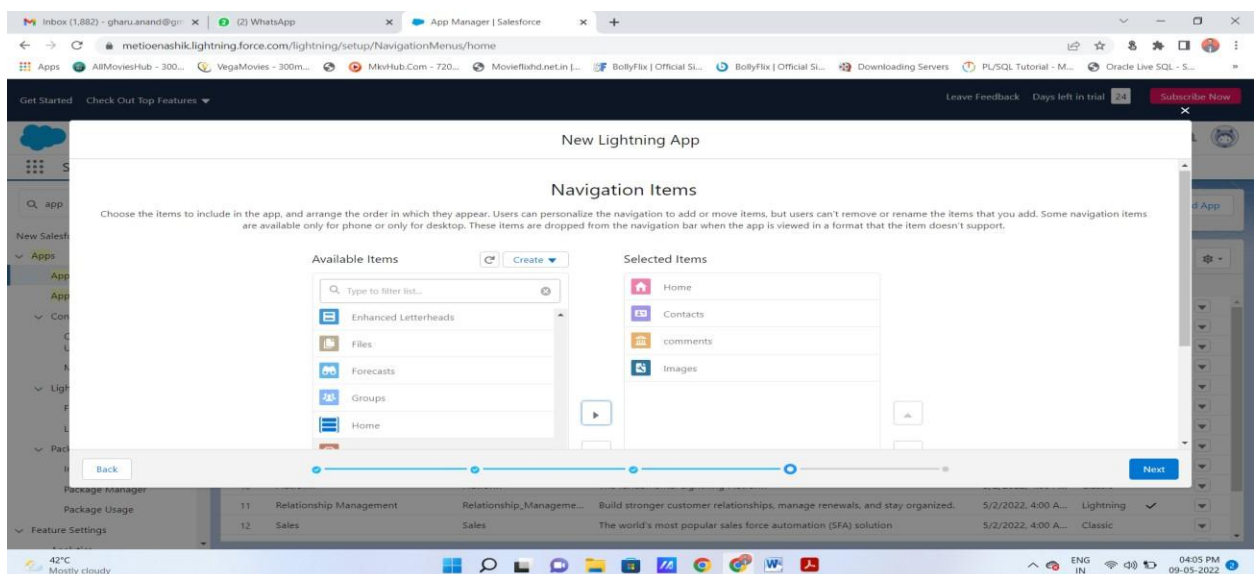 Inbox (1,882) - gharu.anand@gm
(2) WhatsApp
App Manager | Salesforce
metioenashik.lightning.force.com/lightning/setup/NavigationMenus/home
Apps AllMoviesHub - 300... VegaMovies - 300m... MkvHub.Com - 720... Movieflixhd.net.in |... BollyFlix | Official Si... BollyFlix | Official Si... Downloading Servers PL/SQL Tutorial - M... Oracle Live SQL - S...
Get Started Check Out Top Features Leave Feedback Days left in trial 24 Subscribe Now
New Lightning App
Navigation Items
Choose the items to include in the app, and arrange the order in which they appear. Users can personalize the navigation to add or move items, but users can't remove or rename the items that you add. Some navigation items
are available only for phone or only for desktop. These items are dropped from the navigation bar when the app is viewed in a format that the item doesn't support.
app
New Salesf
Apps
App
App
Con
Ligh
Pack
Available Items Create
Type to filter list...
Enhanced Letterheads
Files
Forecasts
Groups
Home
Selected Items
Home
Contacts
comments
Images
d App
Back
Next
Package Manager
Package Usage
Feature Settings
11 Relationship Management Relationship_Manageme... Build stronger customer relationships, manage renewals, and stay organized. 5/2/2022, 4:00 A... Lightning
12 Sales Sales The world's most popular sales force automation (SFA) solution 5/2/2022, 4:00 A... Classic
42°C
Mostly cloudy
ENG
IN
04:05 PM
09-05-2022
2